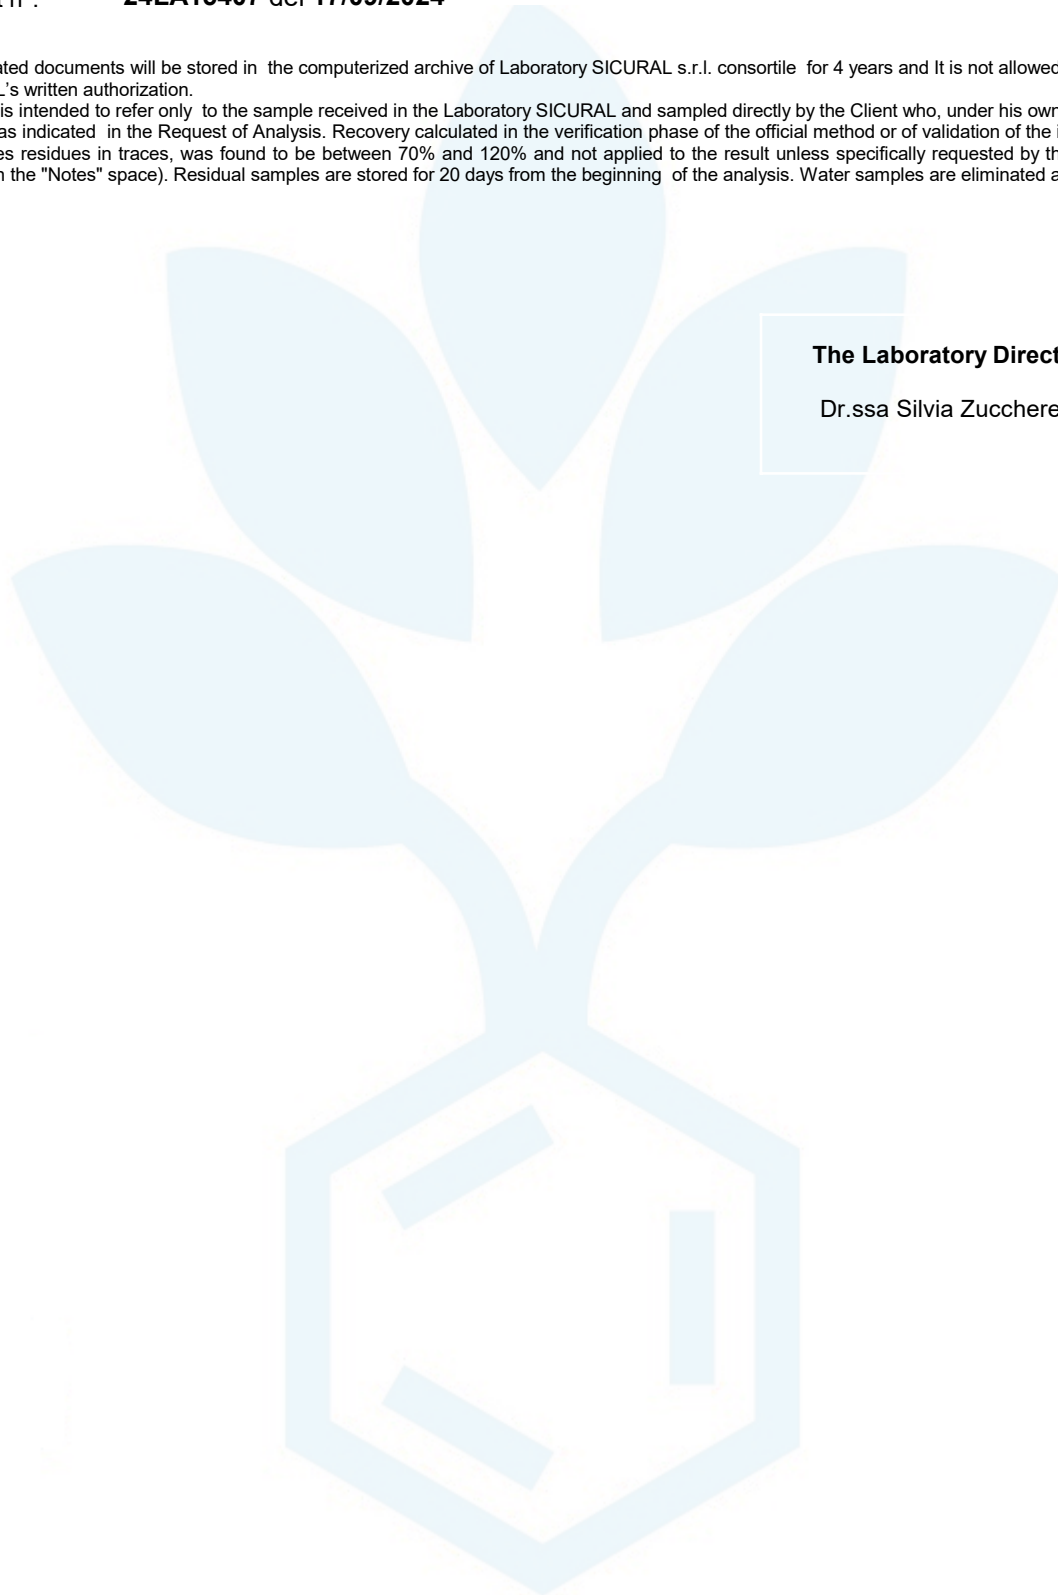 n°. 24LA13467 del 17/09/2024
ated documents will be stored in the computerized archive of Laboratory SICURAL s.r.l. consortile for 4 years and It is not allowed
L's written authorization.
is intended to refer only to the sample received in the Laboratory SICURAL and sampled directly by the Client who, under his own
as indicated in the Request of Analysis. Recovery calculated in the verification phase of the official method or of validation of the i
es residues in traces, was found to be between 70% and 120% and not applied to the result unless specifically requested by th
n the "Notes" space). Residual samples are stored for 20 days from the beginning of the analysis. Water samples are eliminated a
The Laboratory Direct
Dr.ssa Silvia Zucchere